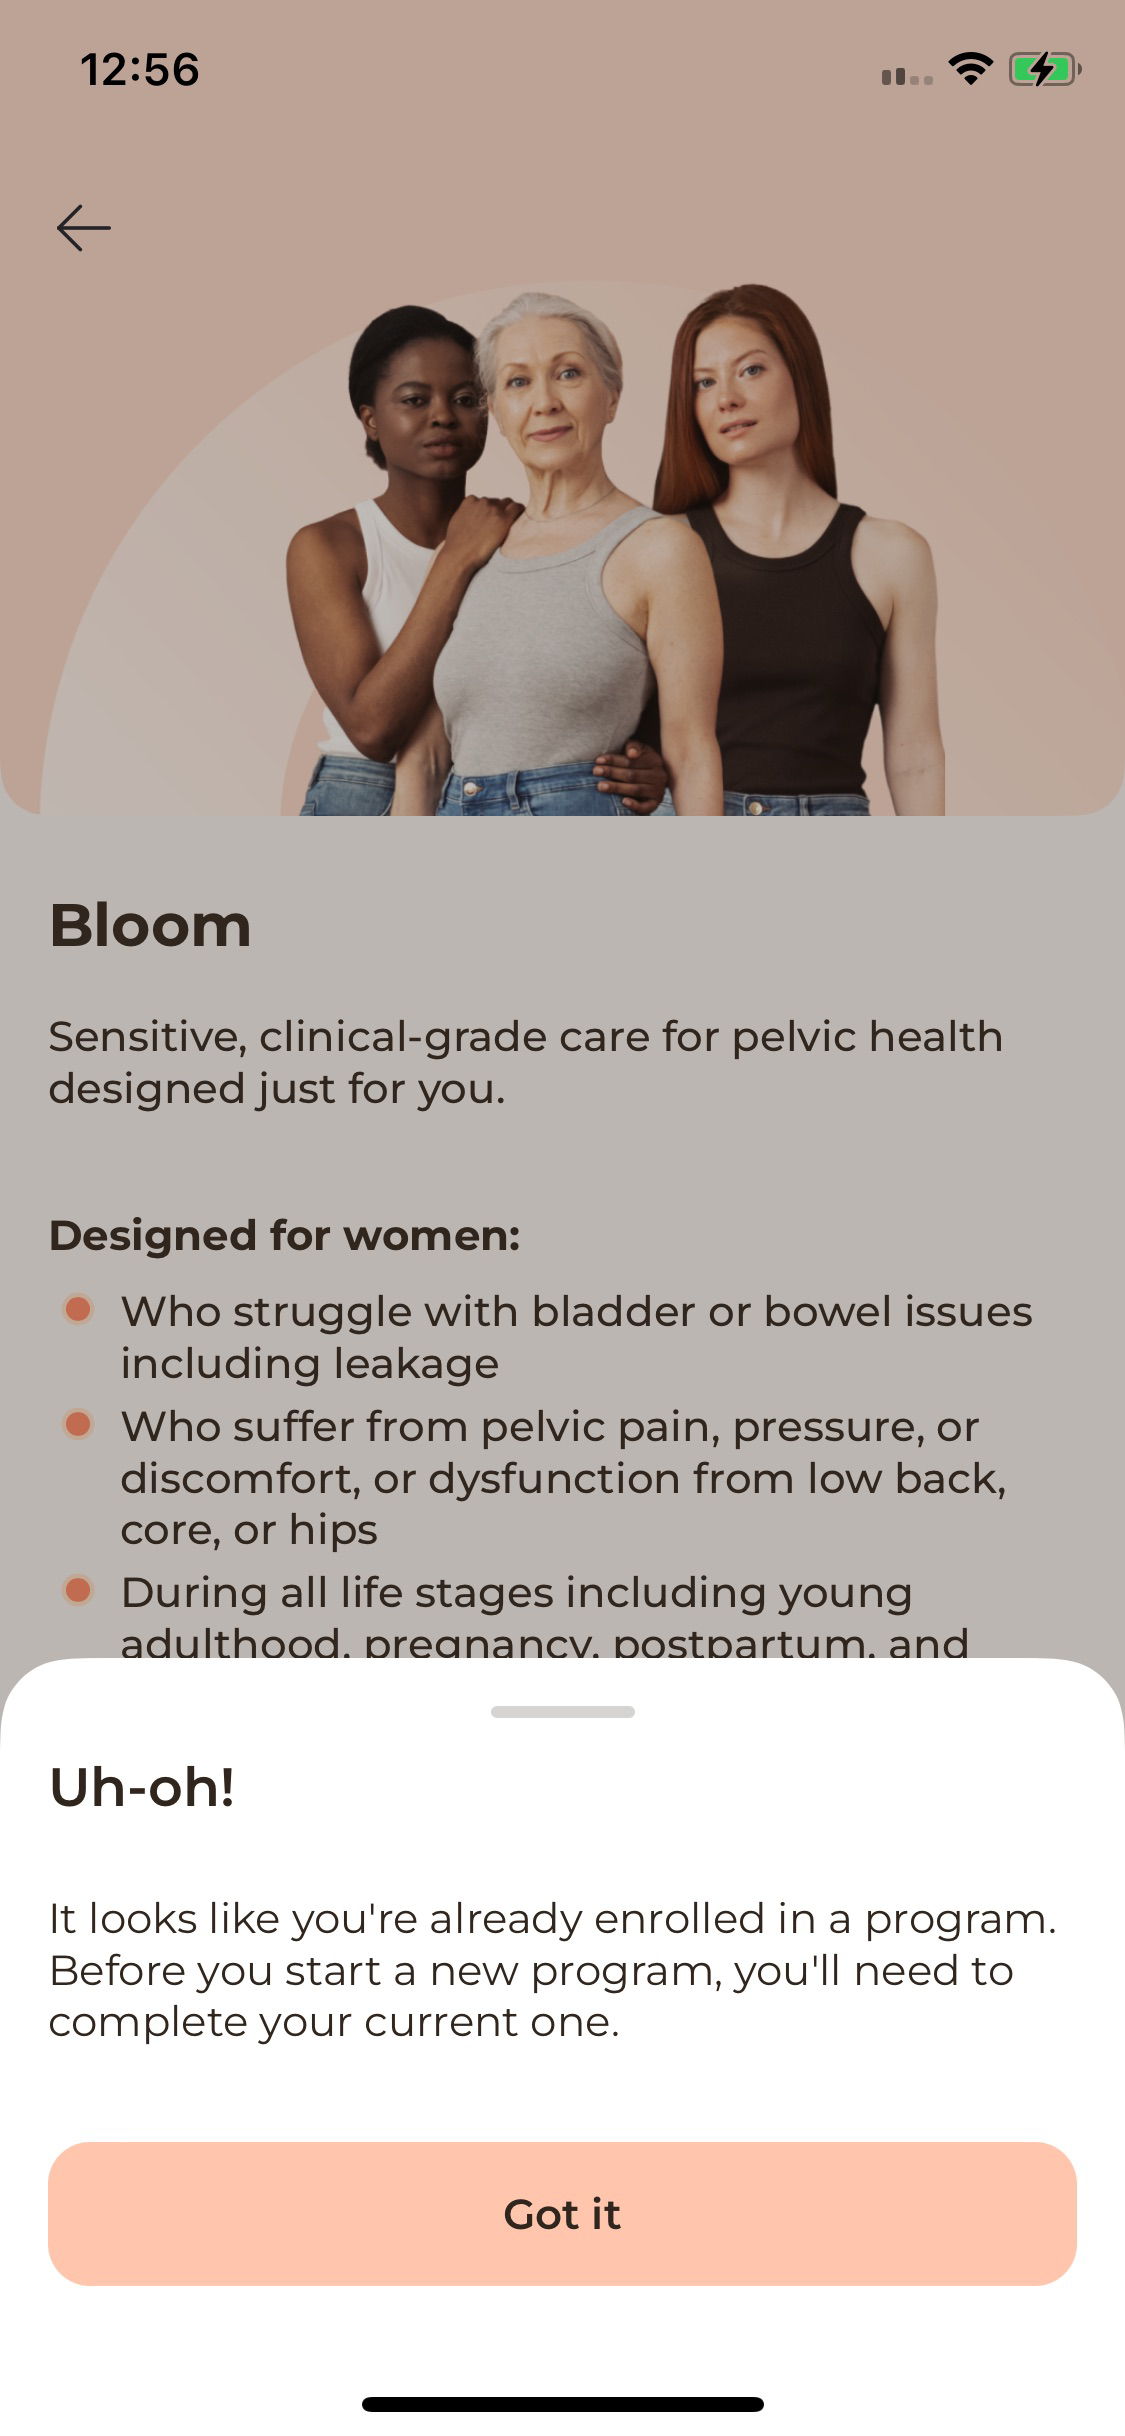 12:56
Bloom
Sensitive, clinical-grade care for pelvic health
designed just for you.
Designed for women:
Who struggle with bladder or bowel issues
including leakage
Who suffer from pelvic pain, pressure, or
discomfort, or dysfunction from low back,
core, or hips
During all life stages including young
adulthood, pregnancy, postpartum, and
Uh-oh!
It looks like you're already enrolled in a program.
Before you start a new program, you'll need to
complete your current one.
Got it